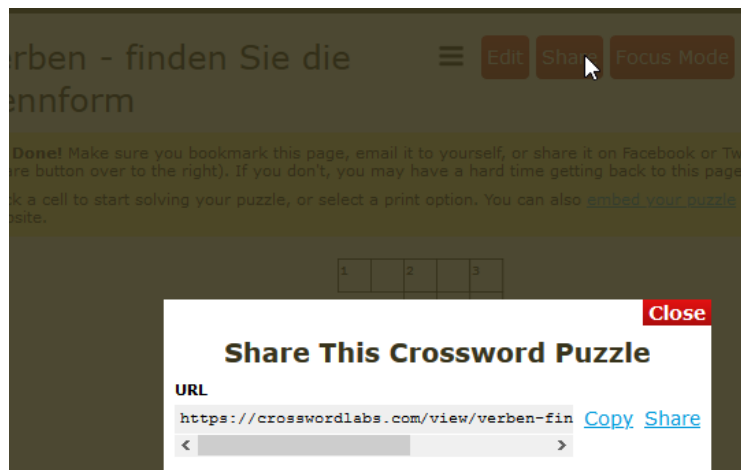 rben - finden Sie die
ennform
Edit Share Focus Mode
Done! Make sure you bookmark this page, email it to yourself, or share it on Facebook or Tw
re button over to the right). If you don't, you may have a hard time getting back to this page
k a cell to start solving your puzzle, or select a print option. You can also embed your puzzle
bsite.
1 2 3
Close
Share This Crossword Puzzle
URL
https://crosswordlabs.com/view/verben-fin Copy Share